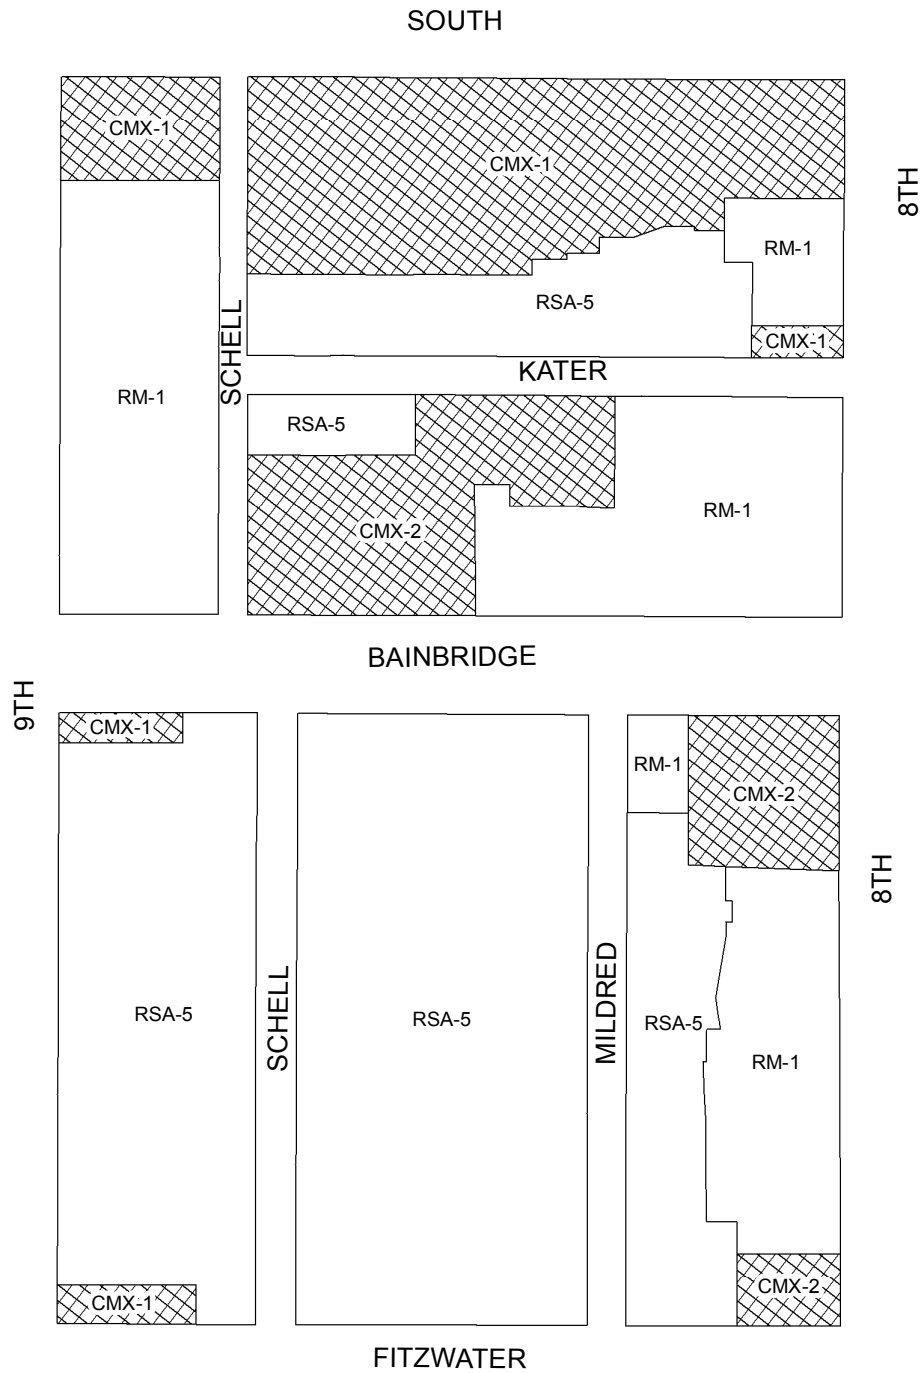 SOUTH
CMX-1
CMX-1
8TH
RM-1
RSA-5
SCHELL
CMX-1
KATER
RM-1
RSA-5
RM-1
CMX-2
BAINBRIDGE
9TH
CMX-1
RM-1
CMX-2
8TH
MILDRED
SCHELL
RSA-5
RSA-5
RSA-5
RM-1
CMX-2
CMX-1
FITZWATER